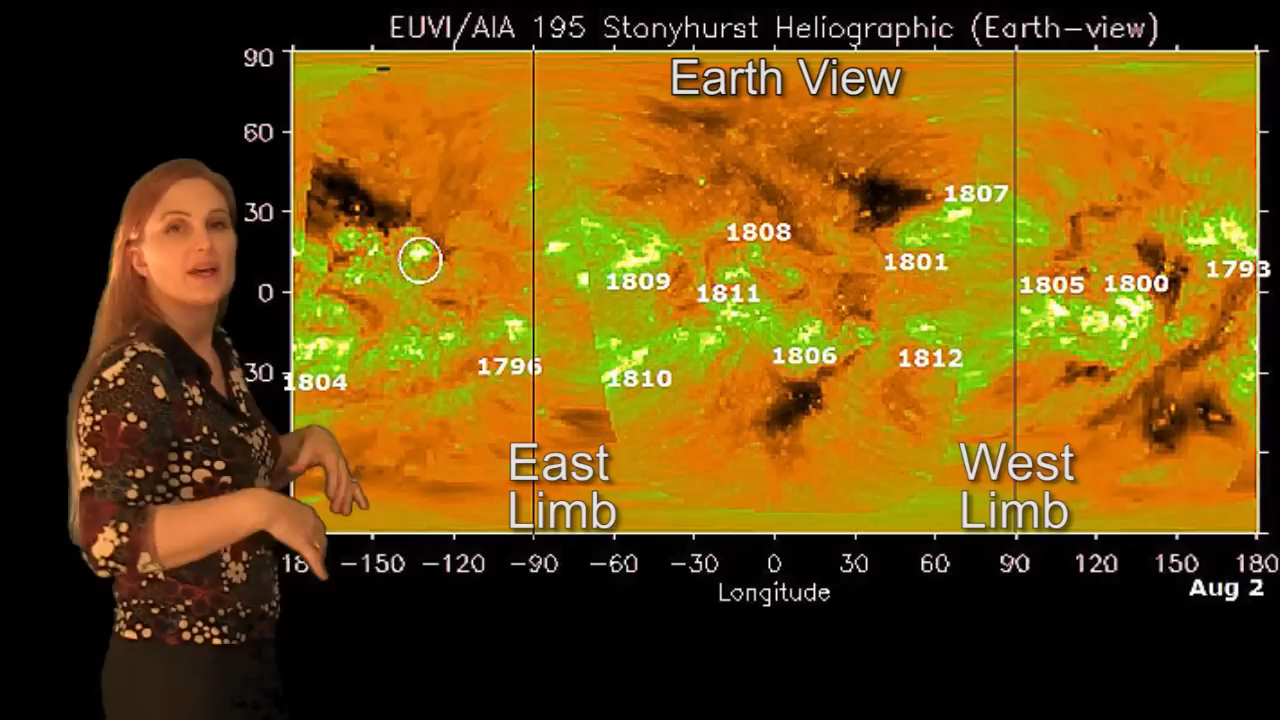 EUVI/AIA 195 Stonyhurst Heliographic (Earth-view)
Earth View
90
60
30
0
30
1807
1808
1801
1809
1811
1805
1800
1793
1806
1812
1796
1810
1804
East
Limb
West
Limb
18 -150 -120 -90 -60 -30 0 30 60 90 120 150 180
Longitude
Aug 2